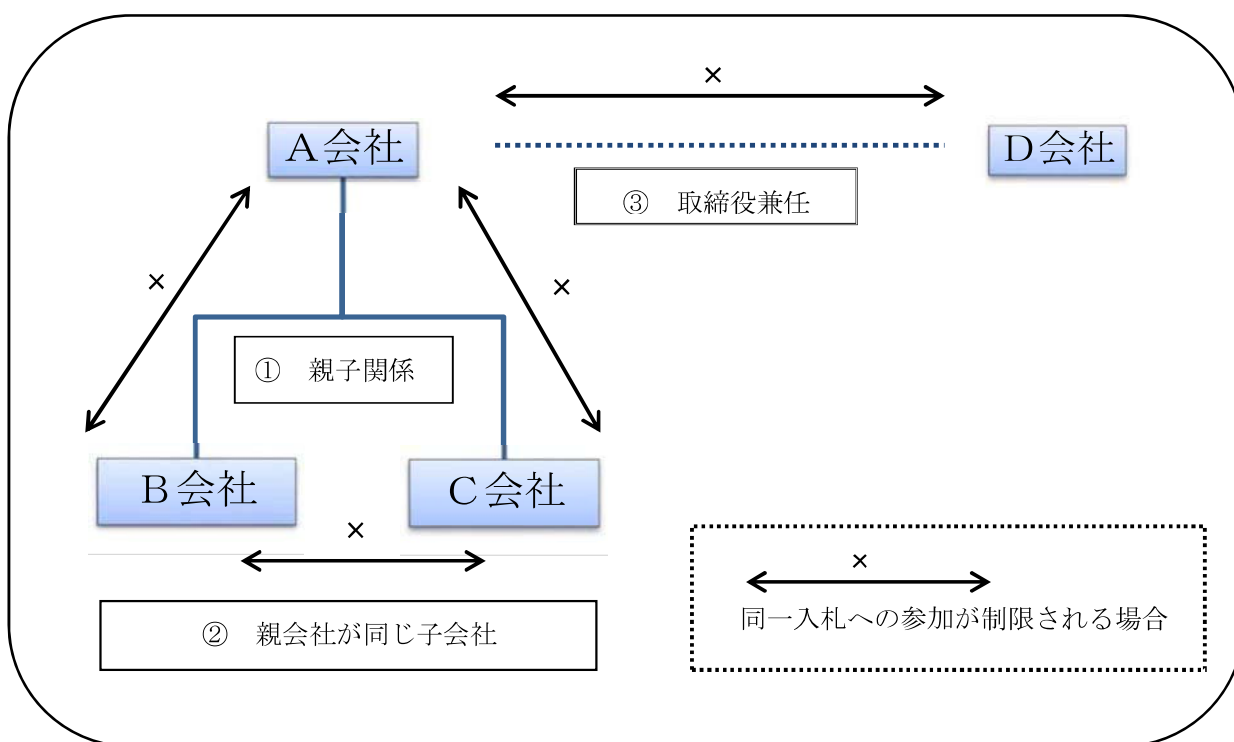 ×
A会社
D会社
③　取締役兼任
×
×
①　親子関係
B会社
C会社
×
②　親会社が同じ子会社
×
同一入札への参加が制限される場合